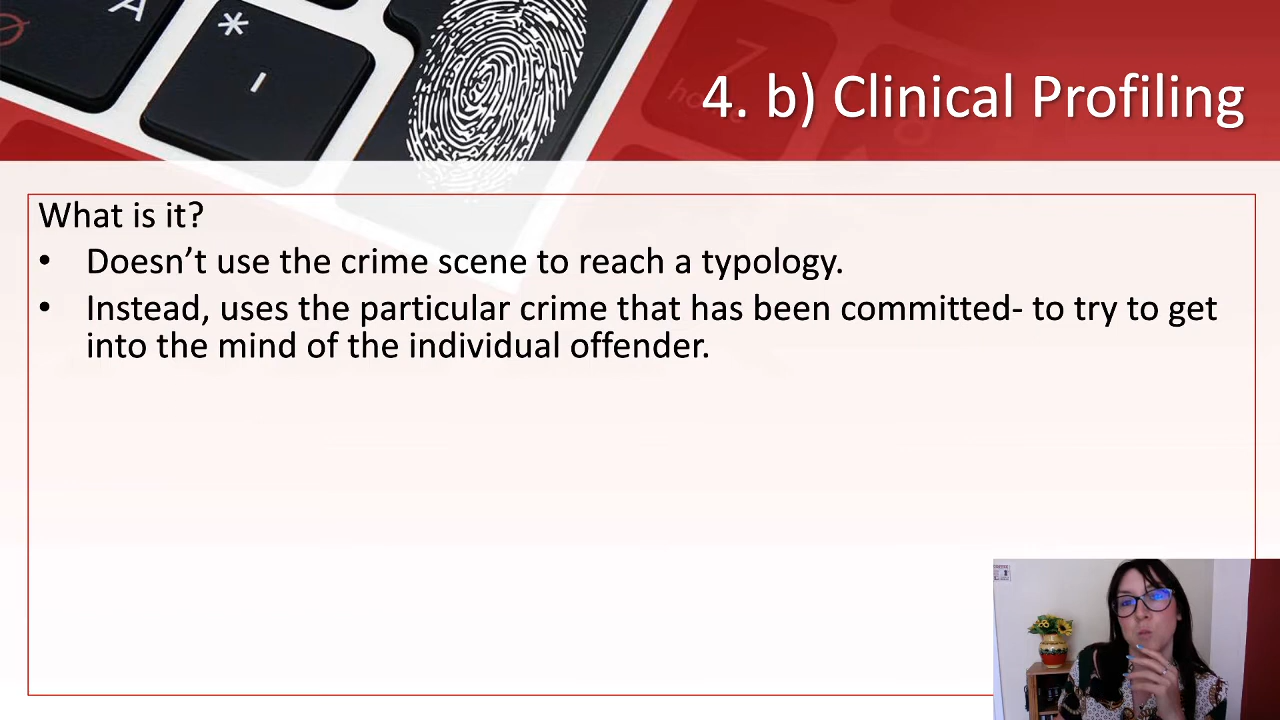 A
*
-
Z
home
4. b) Clinical Profiling
What is it?
• Doesn’t use the crime scene to reach a typology.
• Instead, uses the particular crime that has been committed- to try to get
into the mind of the individual offender.